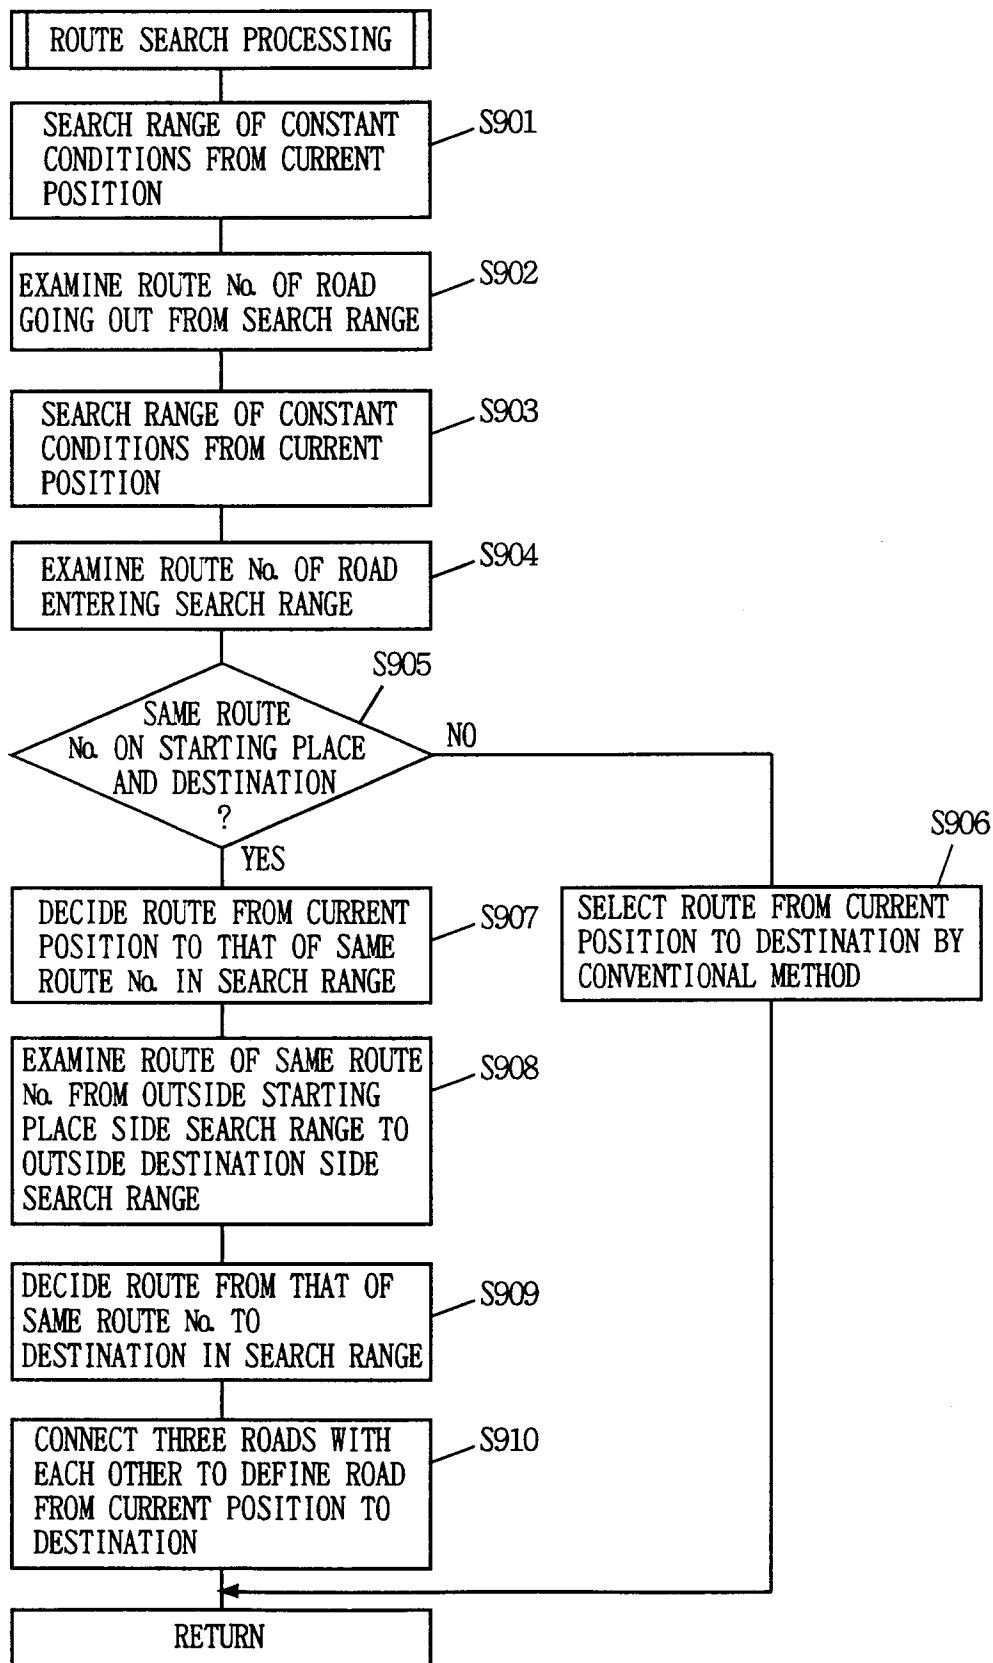 ROUTE SEARCH PROCESSING
SEARCH RANGE OF CONSTANT
CONDITIONS FROM CURRENT
POSITION
S901
EXAMINE ROUTE No. OF ROAD
GOING OUT FROM SEARCH RANGE
S902
SEARCH RANGE OF CONSTANT
CONDITIONS FROM CURRENT
POSITION
S903
EXAMINE ROUTE No. OF ROAD
ENTERING SEARCH RANGE
S904
S905
SAME ROUTE
No. ON STARTING PLACE
AND DESTINATION
?
NO
YES
S906
SELECT ROUTE FROM CURRENT
POSITION TO DESTINATION BY
CONVENTIONAL METHOD
DECIDE ROUTE FROM CURRENT
POSITION TO THAT OF SAME
ROUTE No. IN SEARCH RANGE
S907
EXAMINE ROUTE OF SAME ROUTE
No. FROM OUTSIDE STARTING
PLACE SIDE SEARCH RANGE TO
OUTSIDE DESTINATION SIDE
SEARCH RANGE
S908
DECIDE ROUTE FROM THAT OF
SAME ROUTE No. TO
DESTINATION IN SEARCH RANGE
S909
CONNECT THREE ROADS WITH
EACH OTHER TO DEFINE ROAD
FROM CURRENT POSITION TO
DESTINATION
S910
RETURN